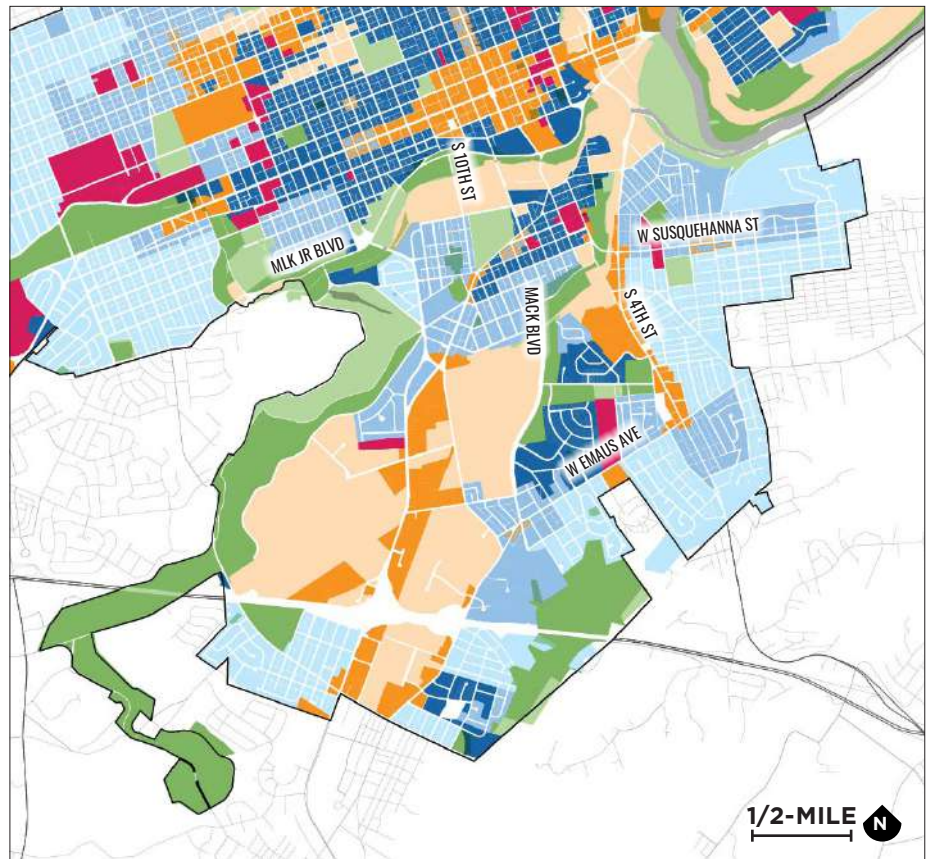 S 10TH ST
W SUSQUEHANNA ST
MLK JR BLVD
MACK BLVD
S 4TH ST
W EMAUS AVE
1/2-MILE
N